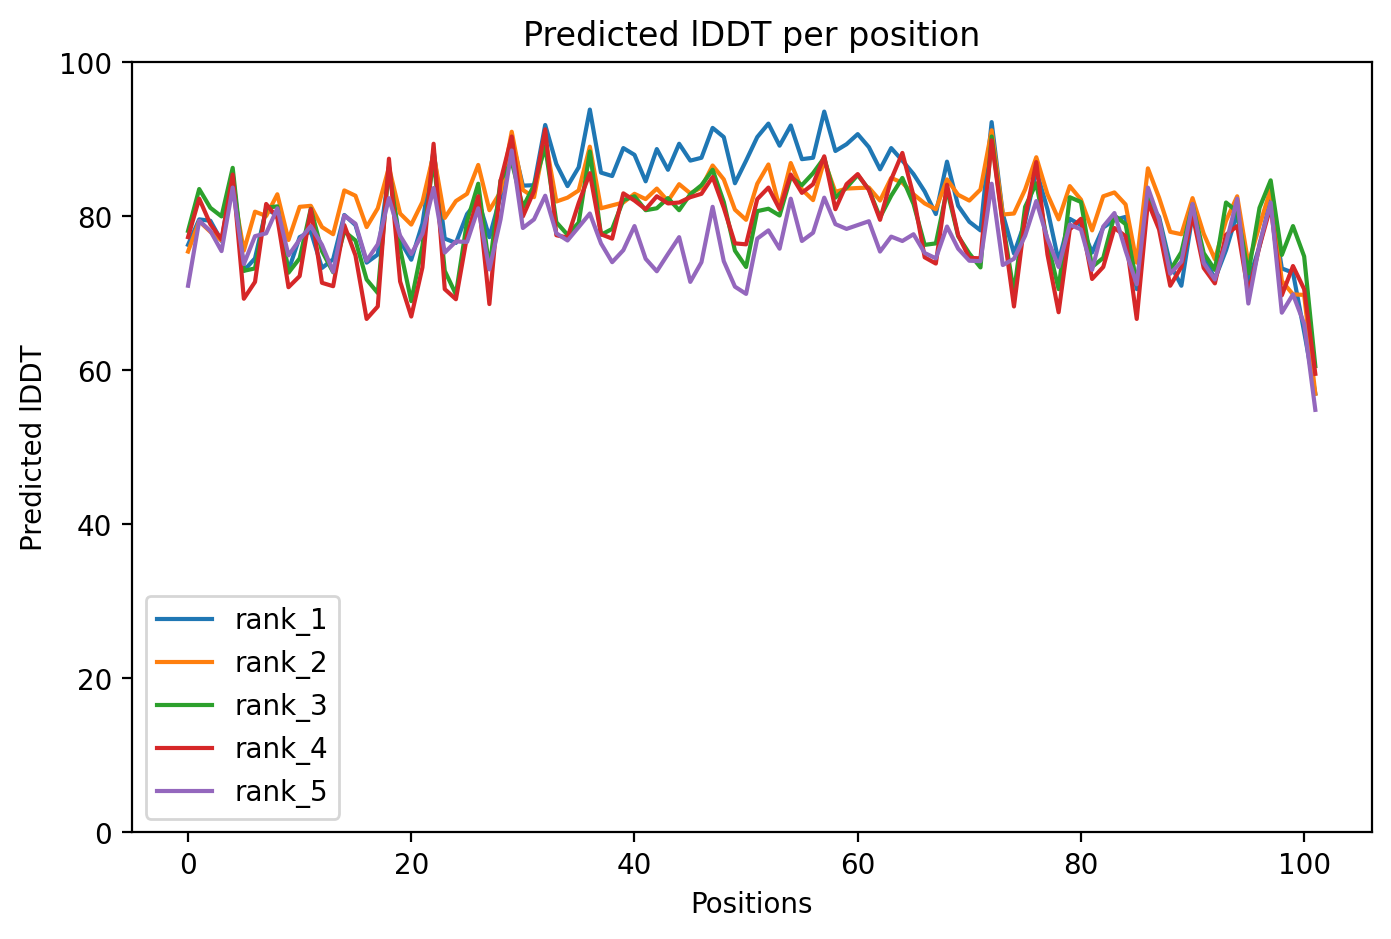 Predicted lDDT per position
100
80
60
40
20
0
Predicted lDDT
rank_1
rank_2
rank_3
rank_4
rank_5
0 20 40 60 80 100
Positions